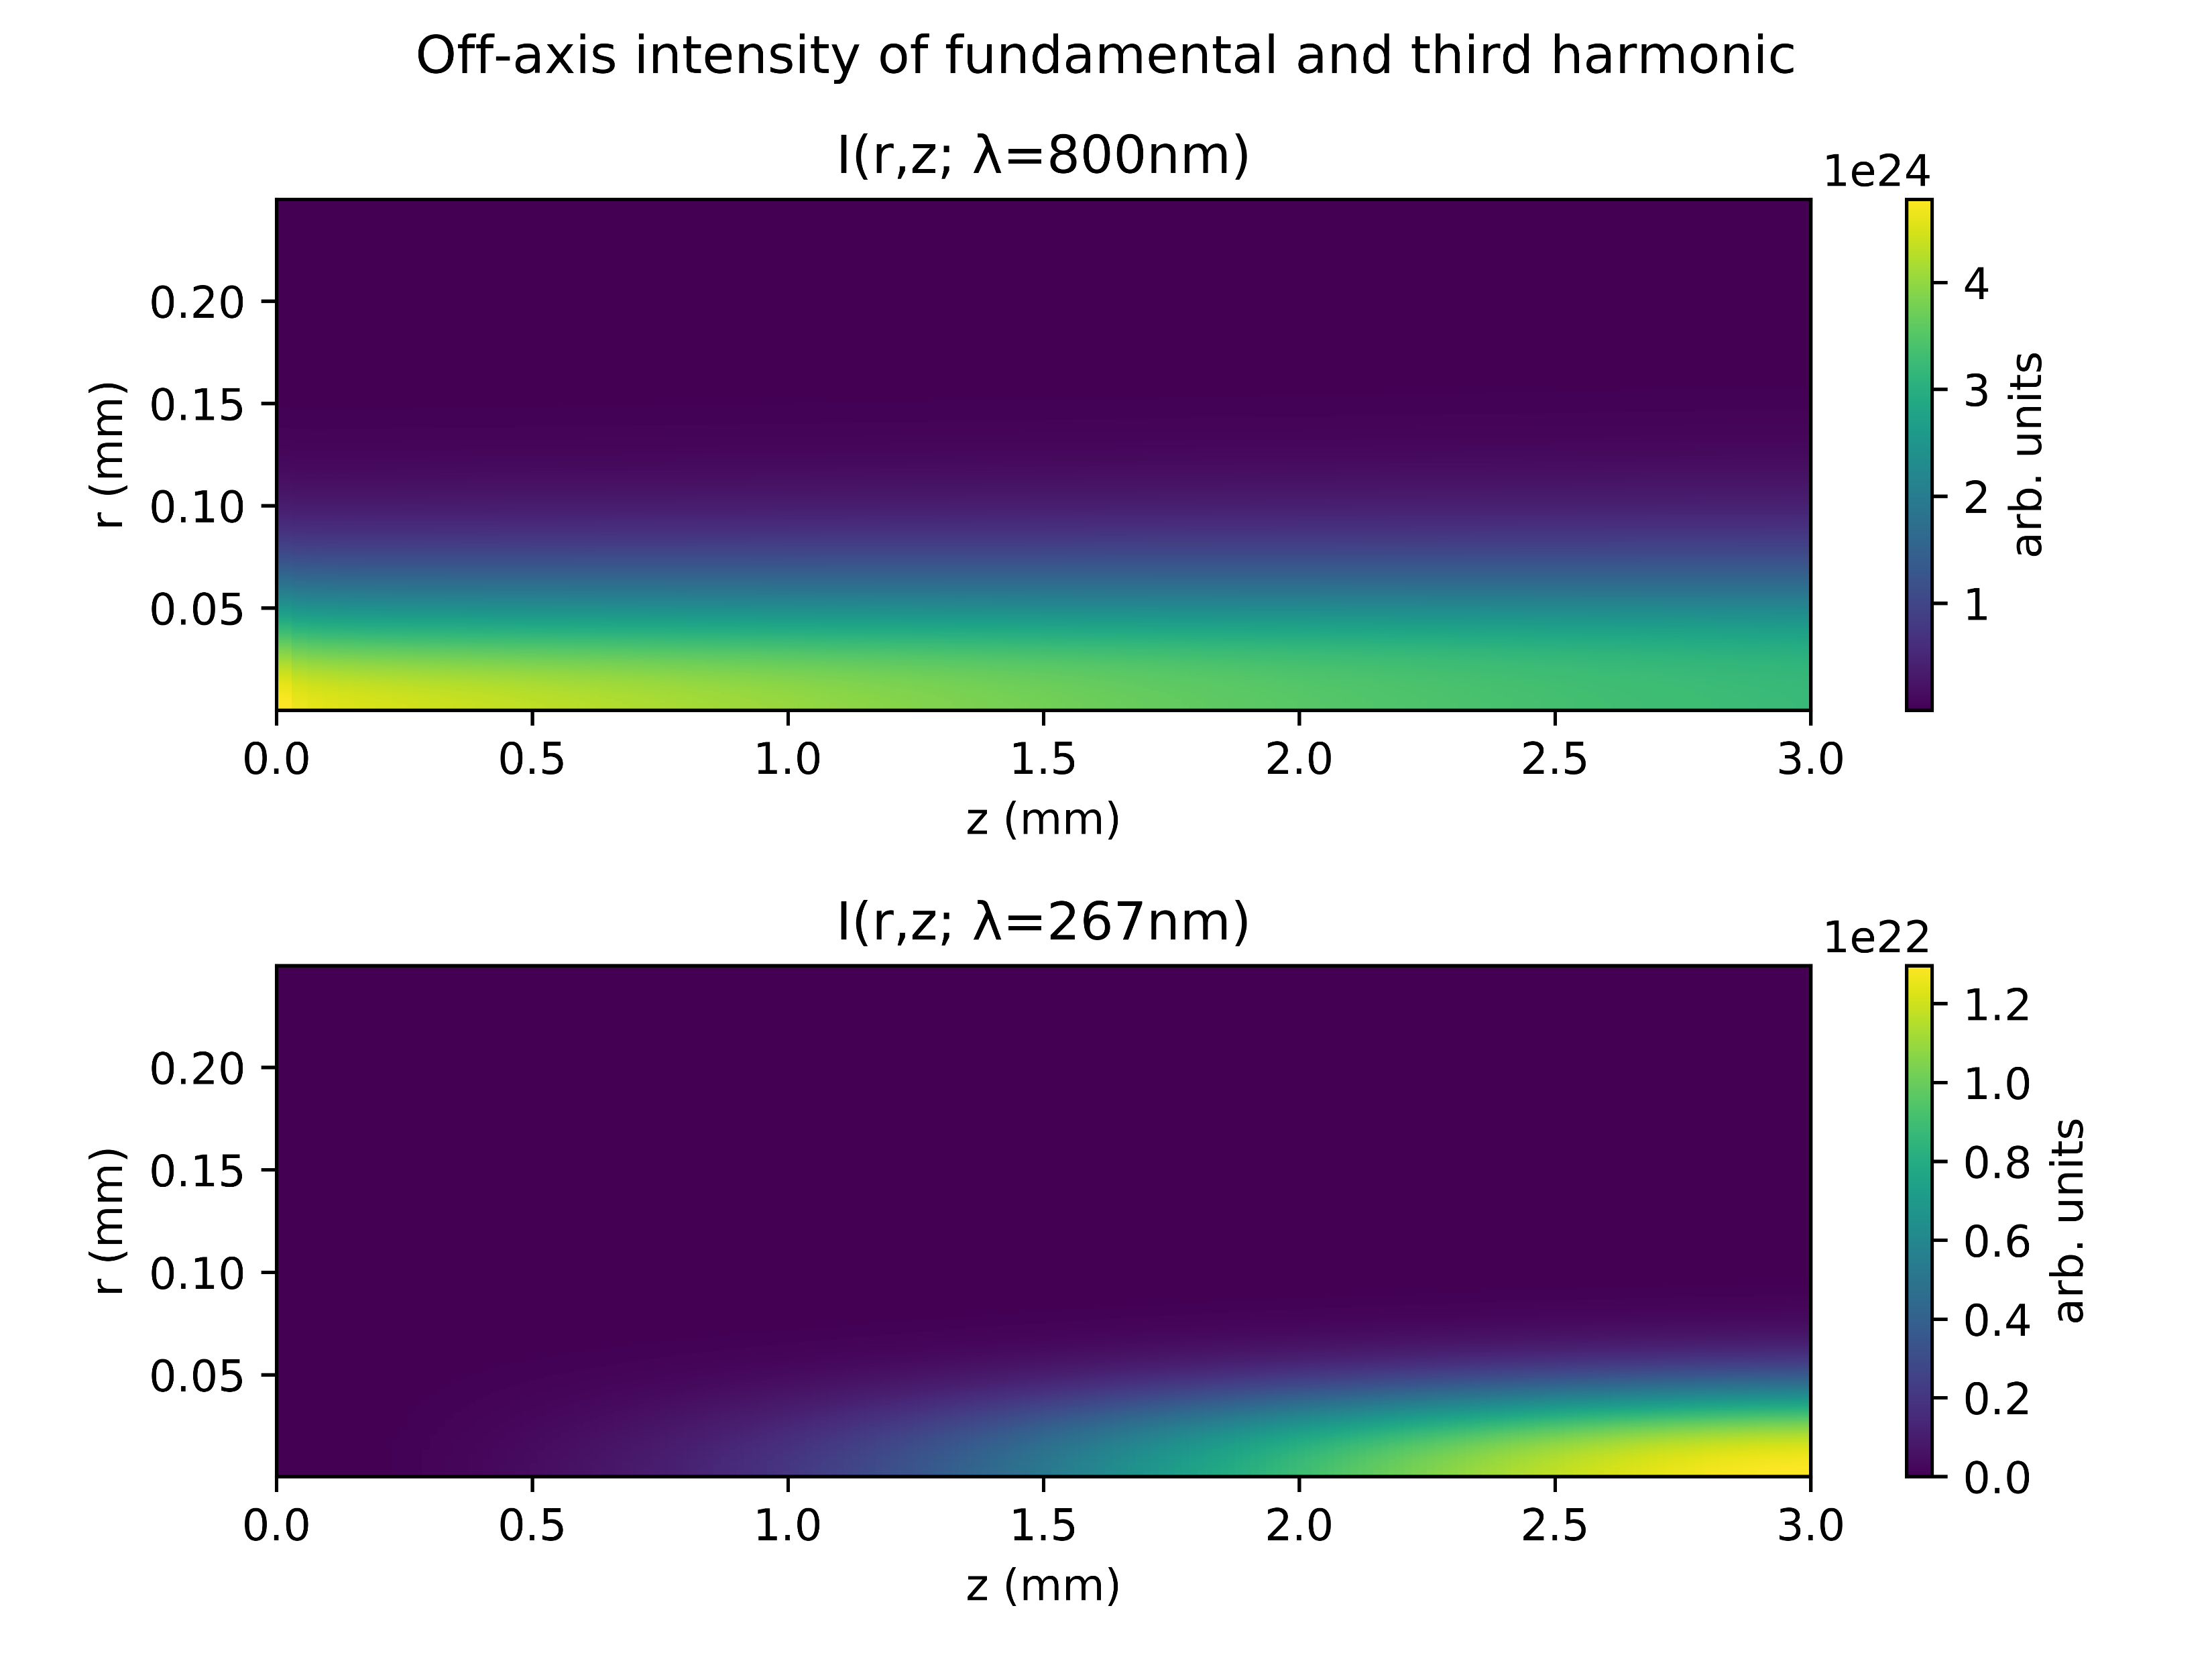 Off-axis intensity of fundamental and third harmonic
I(r,z; λ=800nm)
1e24
r (mm)
0.20
0.15
0.10
0.05
4
3
2
1
arb. units
0.0 0.5 1.0 1.5 2.0 2.5 3.0
z (mm)
I(r,z; λ=267nm)
1e22
r (mm)
0.20
0.15
0.10
0.05
1.2
1.0
0.8
0.6
0.4
0.2
0.0
arb. units
0.0 0.5 1.0 1.5 2.0 2.5 3.0
z (mm)